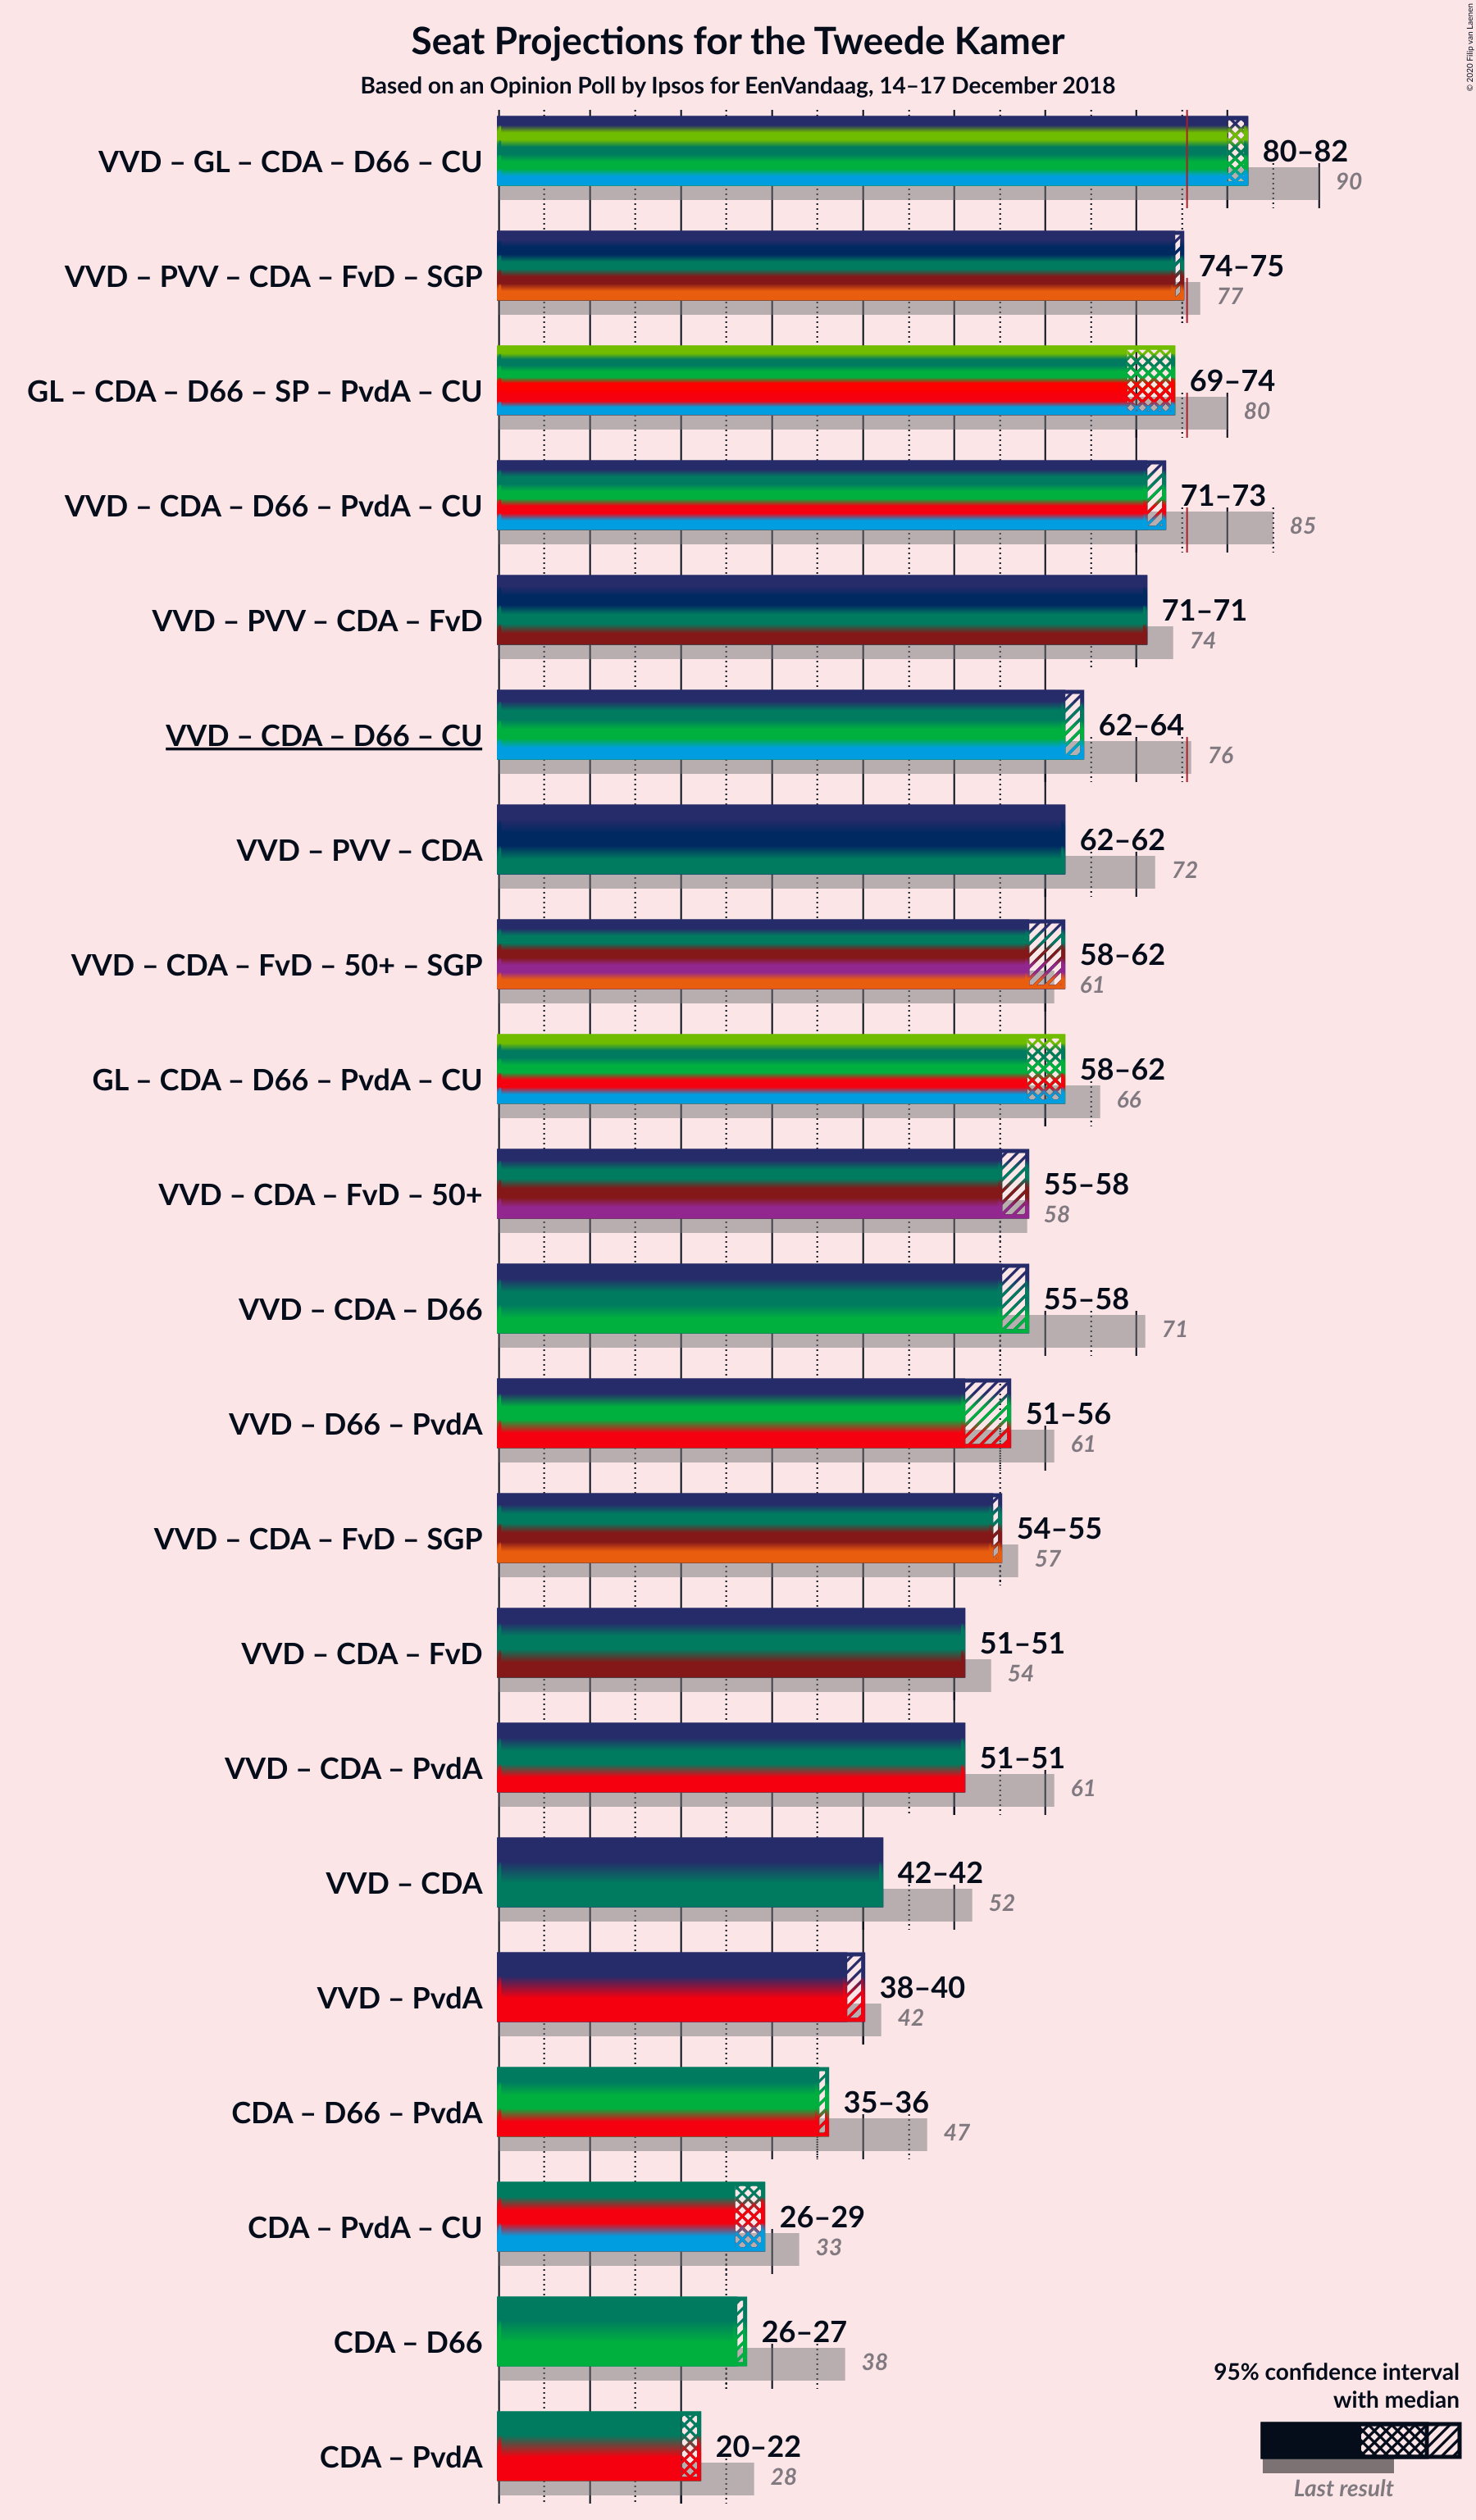 Seat Projections for the Tweede Kamer
Based on an Opinion Poll by Ipsos for EenVandaag, 14–17 December 2018
© 2020 Filip van Laenen
VVD – GL – CDA – D66 – CU
80–82
90
VVD – PVV – CDA – FvD – SGP
74–75
77
GL – CDA – D66 – SP – PvdA – CU
69–74
80
VVD – CDA – D66 – PvdA – CU
71–73
85
VVD – PVV – CDA – FvD
71–71
74
VVD – CDA – D66 – CU
62–64
76
VVD – PVV – CDA
62–62
72
VVD – CDA – FvD – 50+ – SGP
58–62
61
GL – CDA – D66 – PvdA – CU
58–62
66
VVD – CDA – FvD – 50+
55–58
58
VVD – CDA – D66
55–58
71
VVD – D66 – PvdA
51–56
61
VVD – CDA – FvD – SGP
54–55
57
VVD – CDA – FvD
51–51
54
VVD – CDA – PvdA
51–51
61
VVD – CDA
42–42
52
VVD – PvdA
38–40
42
CDA – D66 – PvdA
35–36
47
CDA – PvdA – CU
26–29
33
CDA – D66
26–27
38
CDA – PvdA
20–22
28
95% confidence interval
with median
Last result